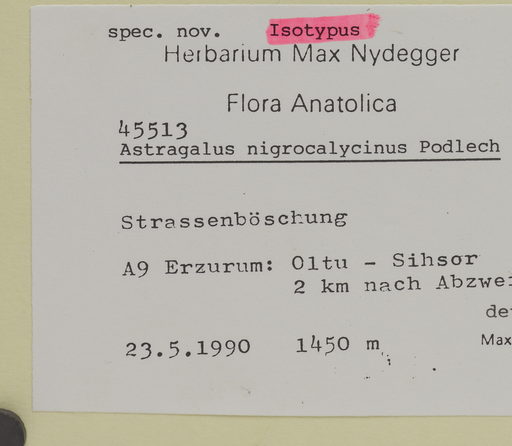 spec. nov. Isotypus
Herbarium Max Nydegger
Flora Anatolica
45513
Astragalus nigrocalycinus Podlech
Strassenböschung
A9 Erzurum: Oltu - Sihsor
2 km nach Abzwei
de
23.5.1990 1450 m Max